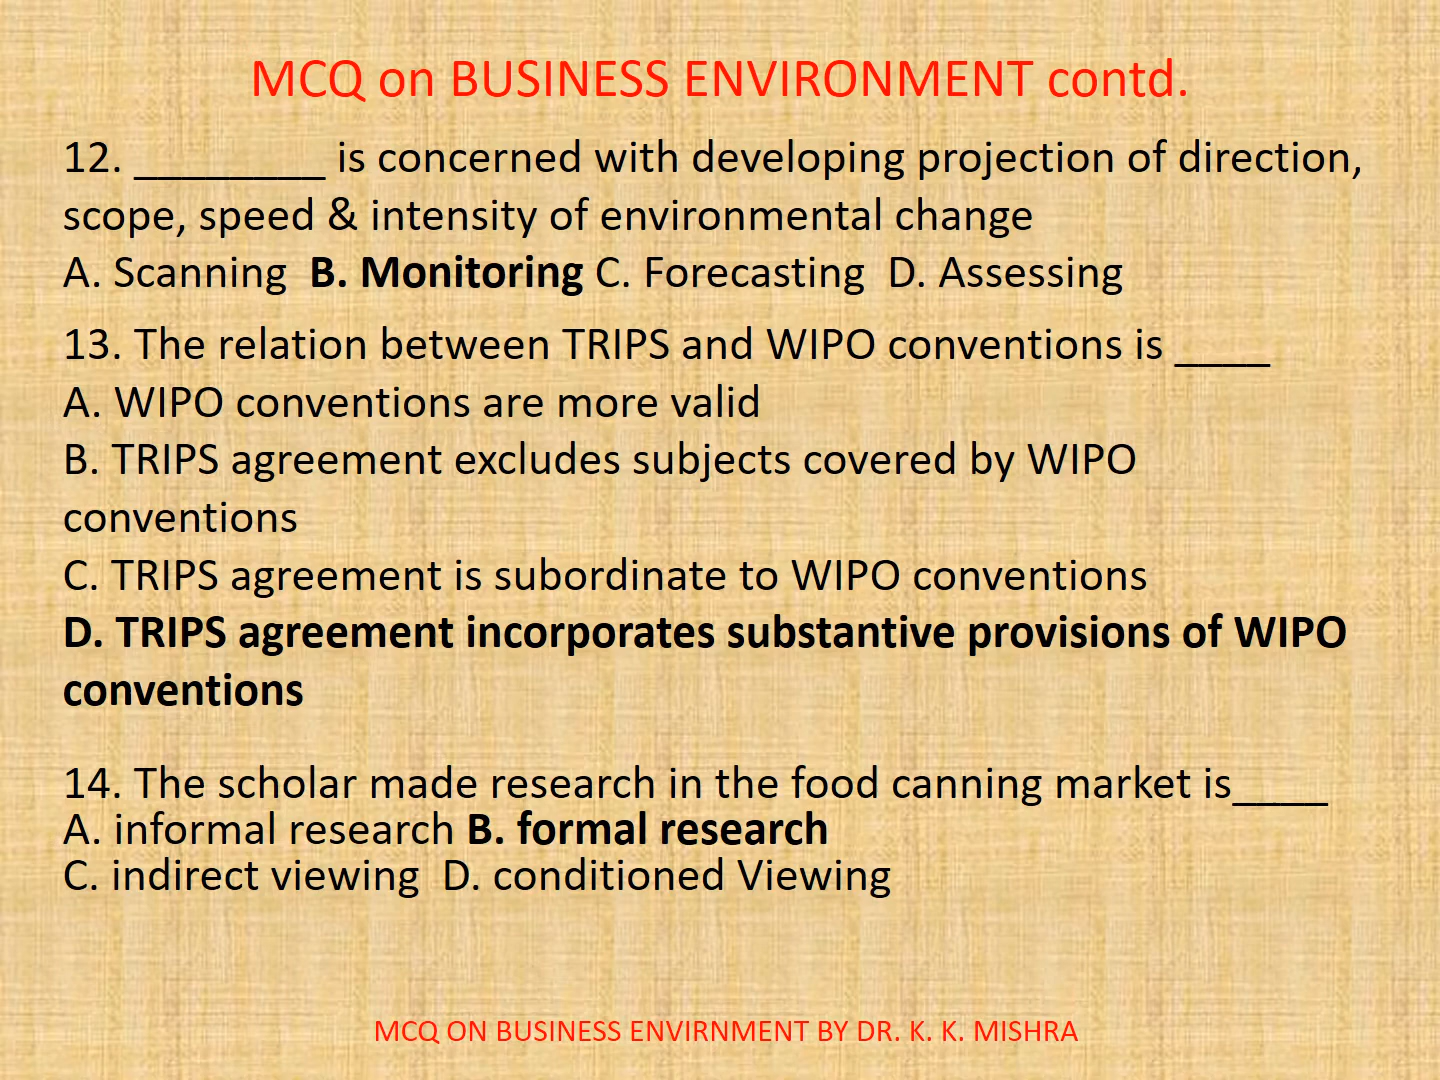 MCQ on BUSINESS ENVIRONMENT contd.
12. ________ is concerned with developing projection of direction,
scope, speed & intensity of environmental change
A. Scanning  B. Monitoring C. Forecasting  D. Assessing
13. The relation between TRIPS and WIPO conventions is ____
A. WIPO conventions are more valid
B. TRIPS agreement excludes subjects covered by WIPO
conventions
C. TRIPS agreement is subordinate to WIPO conventions
D. TRIPS agreement incorporates substantive provisions of WIPO
conventions
14. The scholar made research in the food canning market is____
A. informal research B. formal research
C. indirect viewing  D. conditioned Viewing
MCQ ON BUSINESS ENVIRNMENT BY DR. K. K. MISHRA